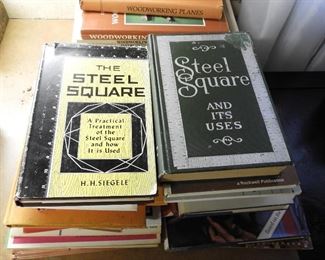 WOODWORKING PLANES
WOODWORKING
THE
STEEL
SQUARE
A Practical
Treatment of
the Steel
Square and how
It is Used
H. H. SIEGELE
Steel
Square
AND
ITS
USES
a Rockwell Publication